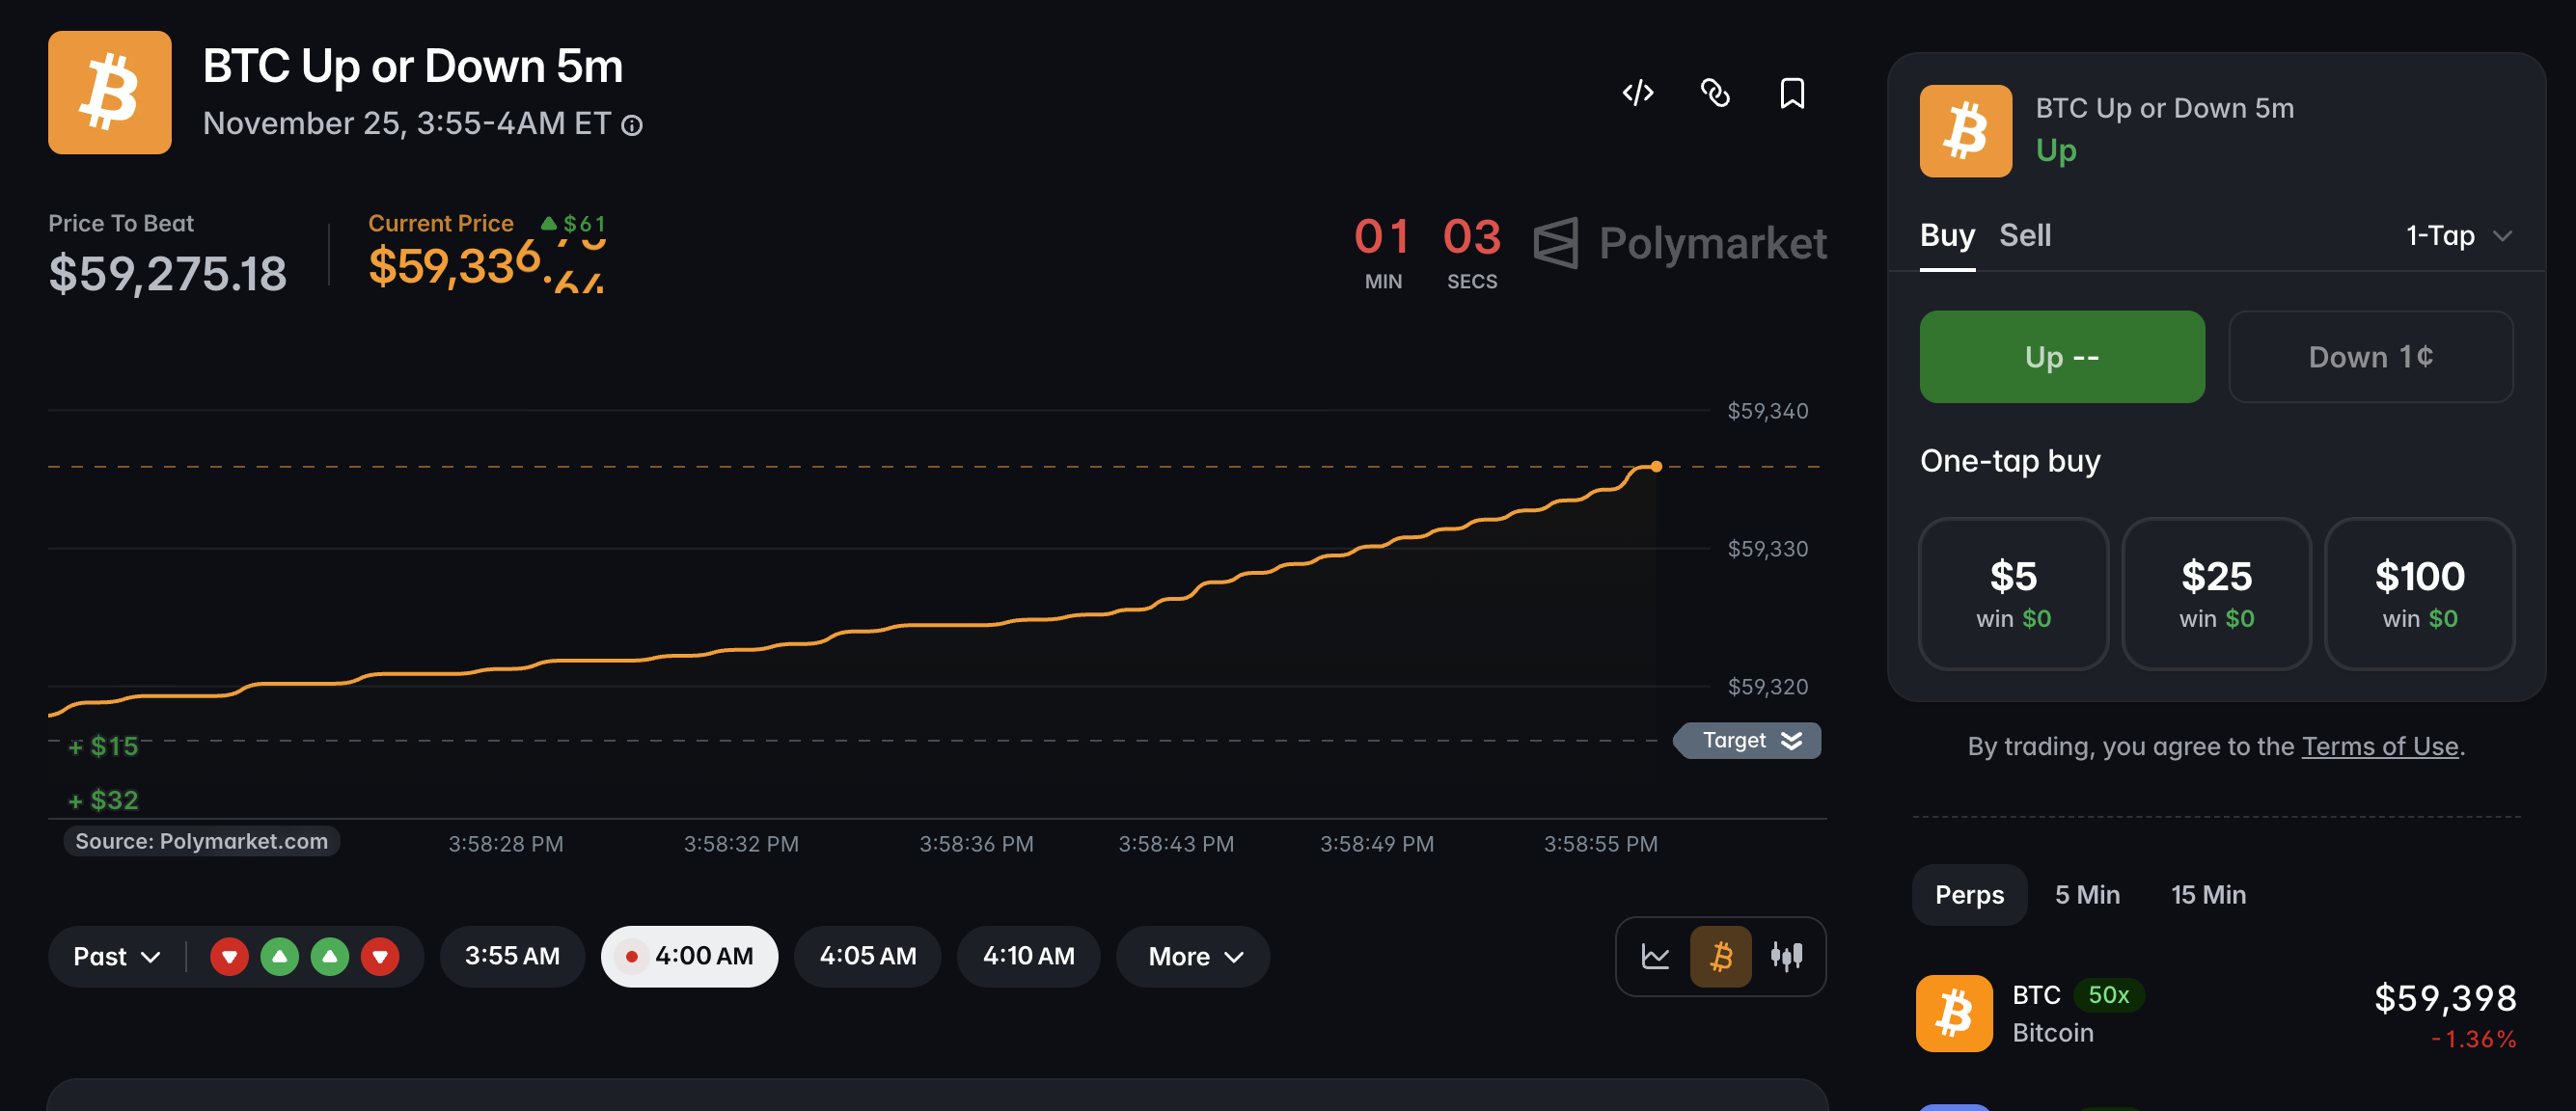 BTC Up or Down 5m
November 25, 3:55-4AM ET
Price To Beat
$59,275.18
Current Price $61
$59,336.
01 03
MIN SECS
Polymarket
$59,340
$59,330
$59,320
Target
+ $15
+ $32
Source: Polymarket.com
3:58:28 PM 3:58:32 PM 3:58:36 PM 3:58:43 PM 3:58:49 PM 3:58:55 PM
Past 3:55 AM 4:00 AM 4:05 AM 4:10 AM More
BTC Up or Down 5m
Up
Buy Sell 1-Tap
Up -- Down 1¢
One-tap buy
$5 $25 $100
win $0 win $0 win $0
By trading, you agree to the Terms of Use.
Perps 5 Min 15 Min
BTC 50x $59,398
Bitcoin -1.36%